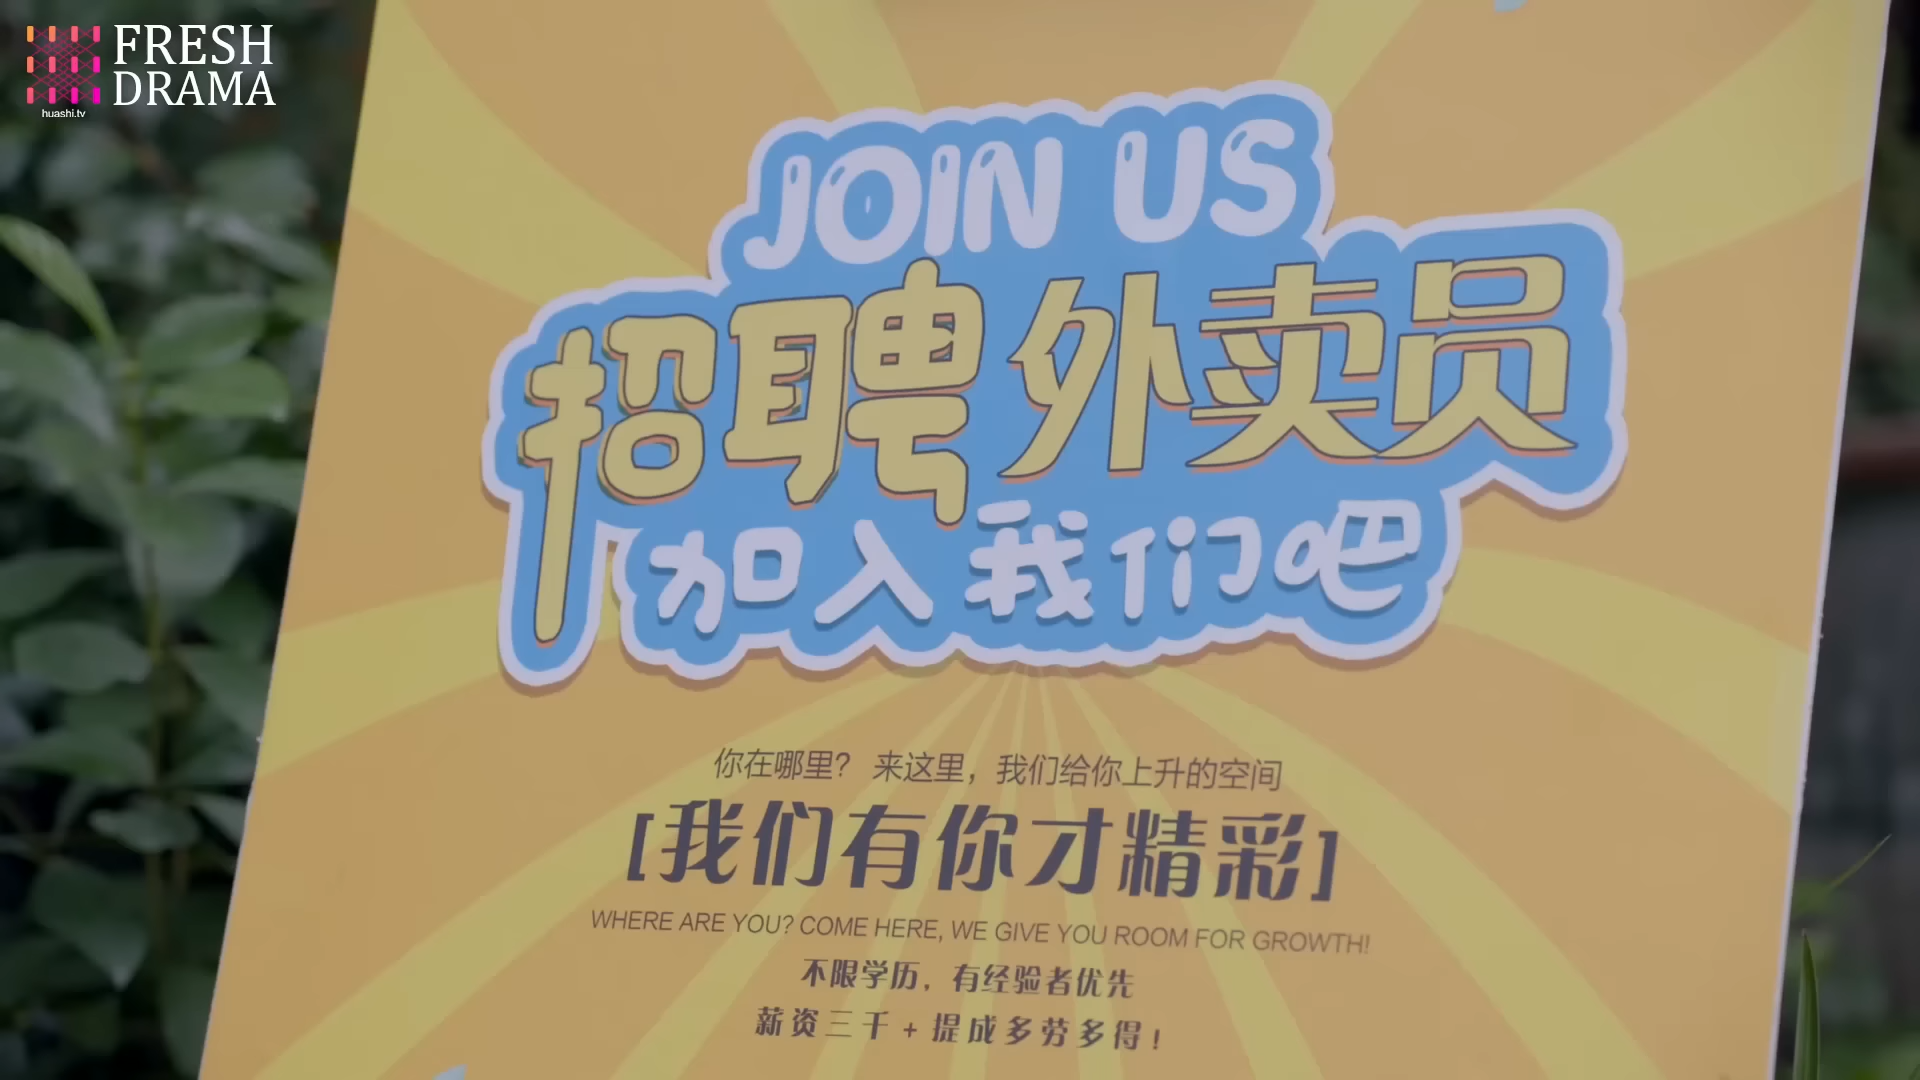 FRESH
DRAMA
huashi.tv
JOIN US
招聘外卖员
加入我们吧
你在哪里? 来这里，我们给你上升的空间
[我们有你才精彩]
WHERE ARE YOU? COME HERE, WE GIVE YOU ROOM FOR GROWTH!
不限学历，有经验者优先
薪资三千+提成多劳多得!